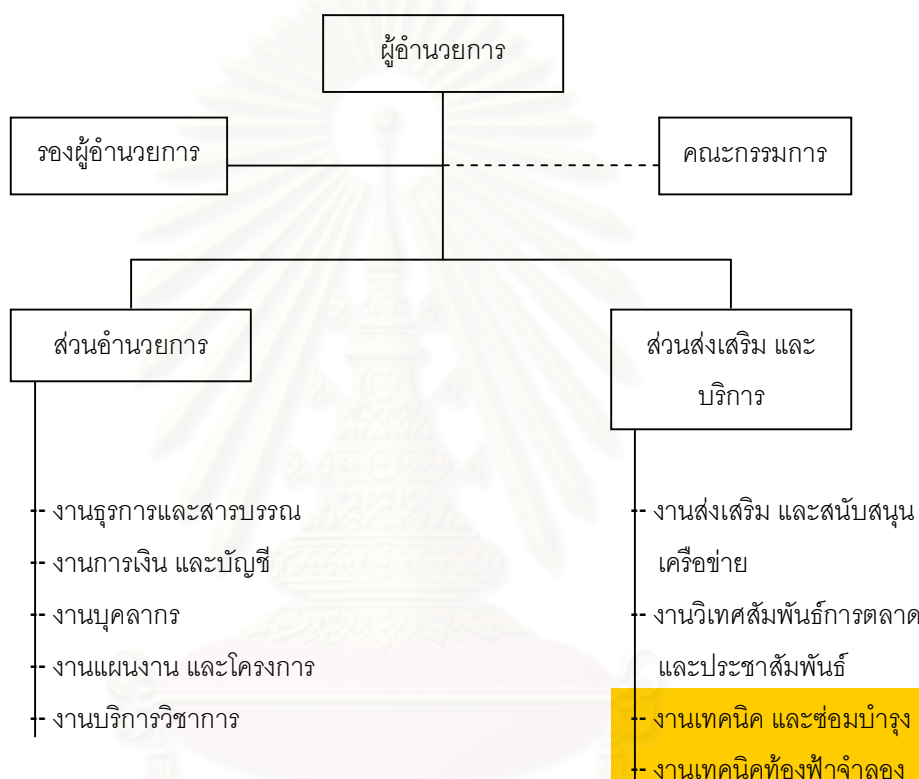 ผู้อำนวยการ
รองผู้อำนวยการ
คณะกรรมการ
ส่วนอำนวยการ
ส่วนส่งเสริม และ
บริการ
-- งานธุรการและสารบรรณ
-- งานการเงิน และบัญชี
-- งานบุคลากร
-- งานแผนงาน และโครงการ
-- งานบริการวิชาการ
-- งานส่งเสริม และสนับสนุน
เครือข่าย
-- งานวิเทศสัมพันธ์การตลาด
และประชาสัมพันธ์
-- งานเทคนิค และซ่อมบำรุง
-- งานเทคนิคท้องฟ้าจำลอง